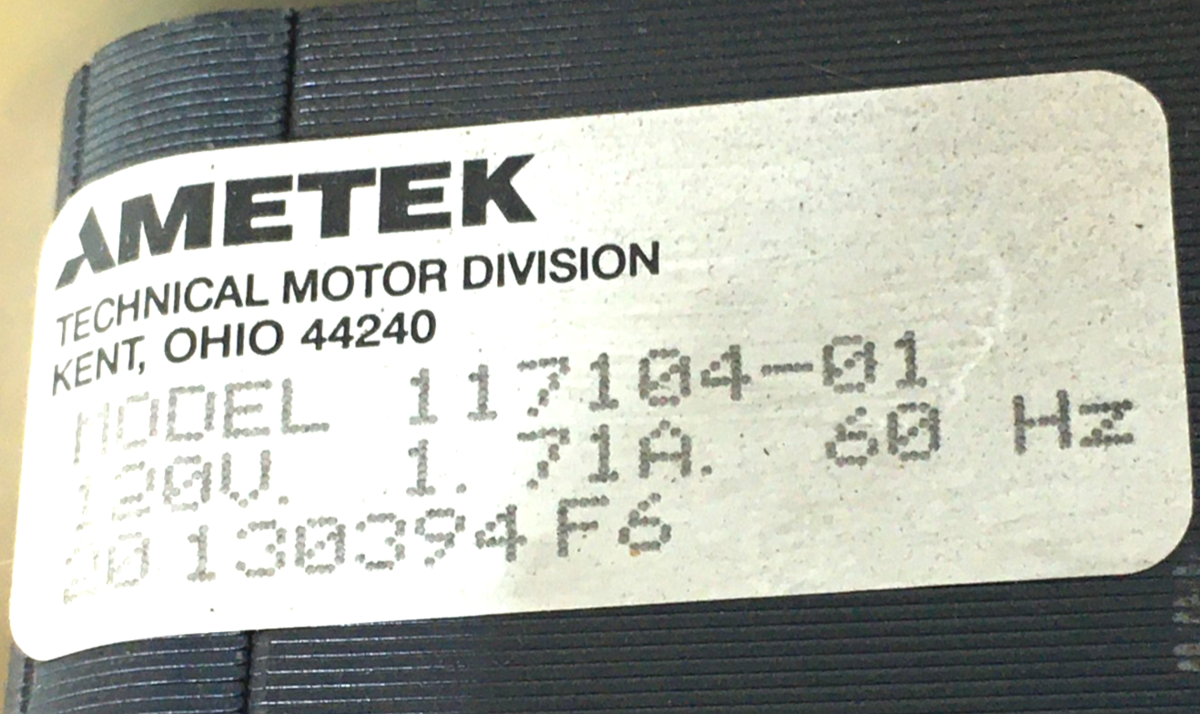 AMETEK
TECHNICAL MOTOR DIVISION
KENT, OHIO 44240
MODEL 117104-01
120V. 1.71A. 60 Hz
130394F6